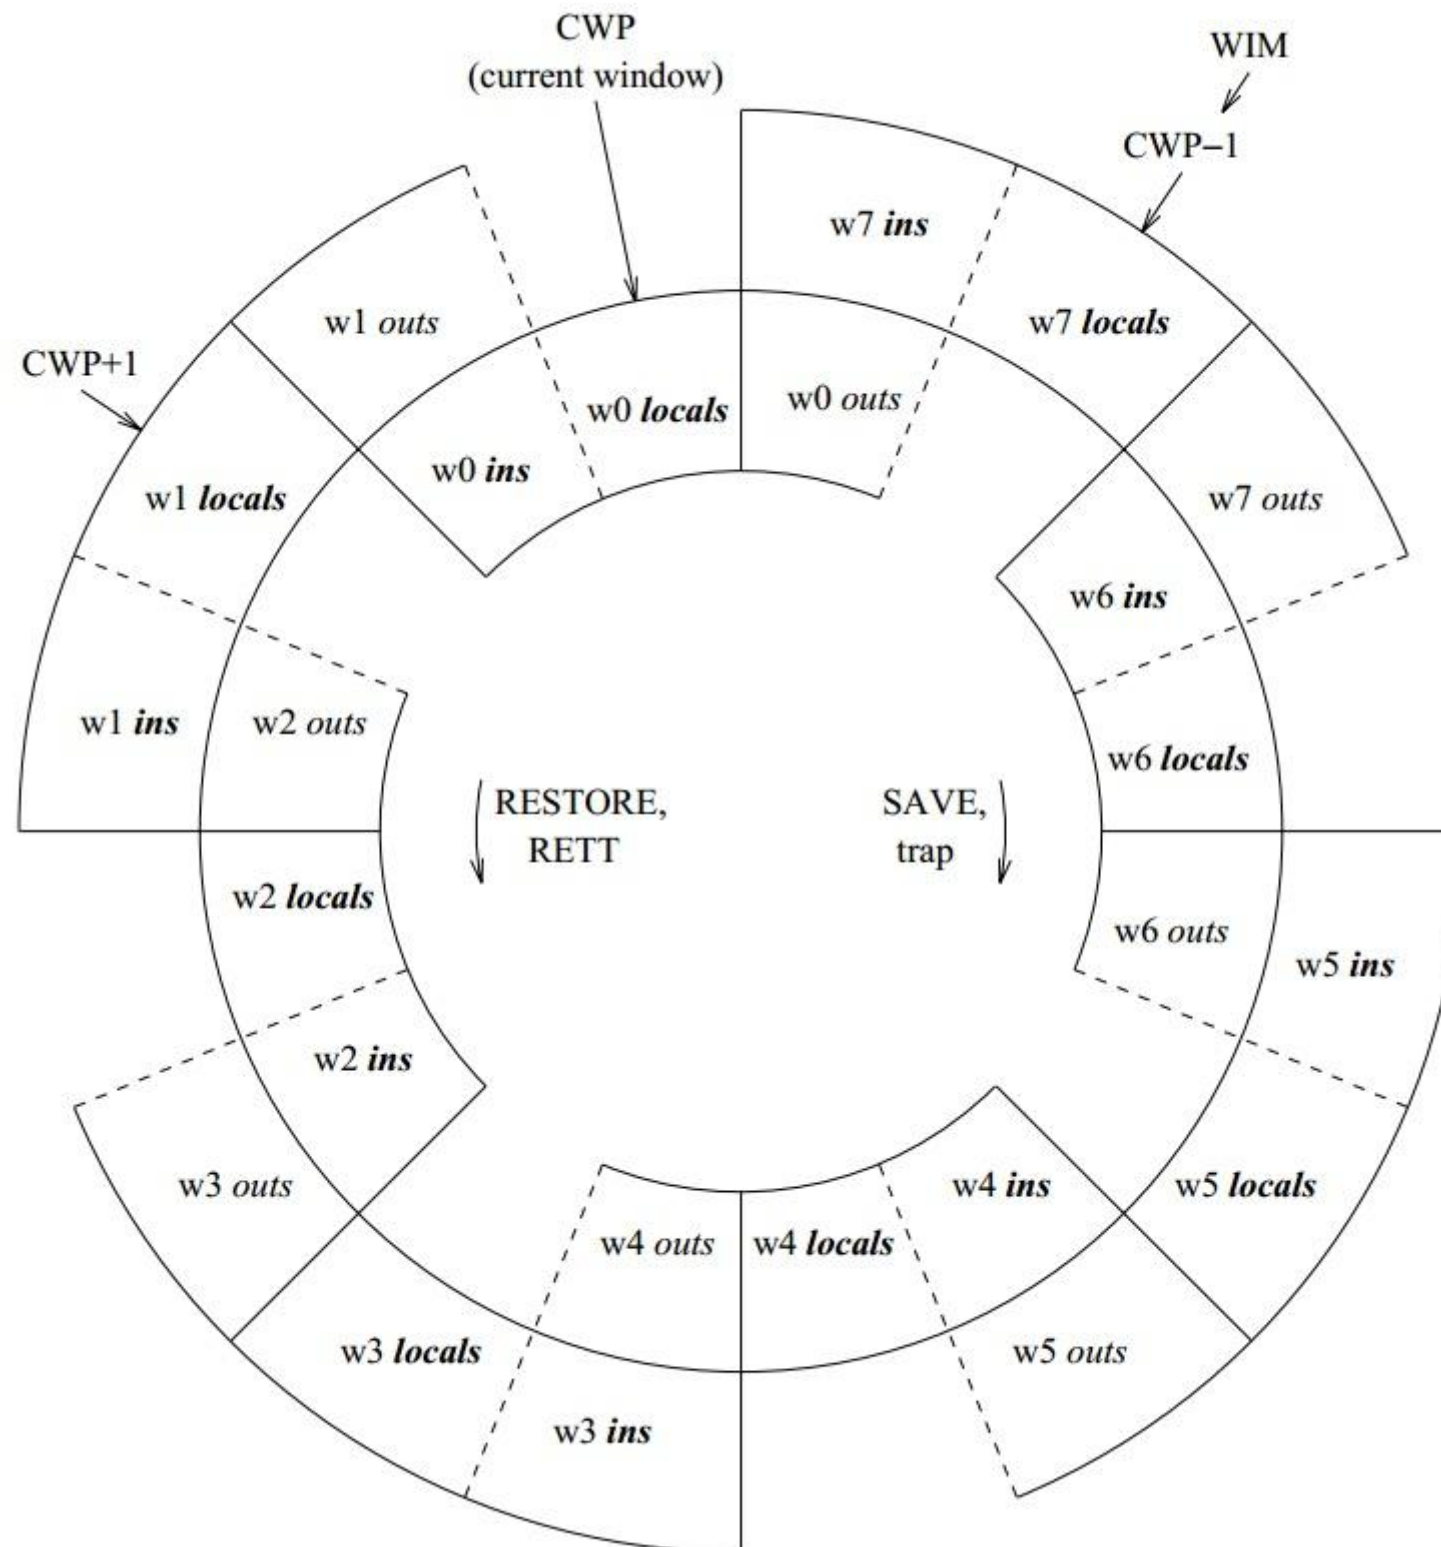 CWP
(current window)
WIM
CWP−1
w7 ins
w1 outs
w7 locals
CWP+1
w0 locals
w0 outs
w0 ins
w1 locals
w7 outs
w6 ins
w1 ins
w2 outs
w6 locals
RESTORE,
RETT
SAVE,
trap
w2 locals
w6 outs
w5 ins
w2 ins
w3 outs
w4 ins
w5 locals
w4 outs
w4 locals
w3 locals
w5 outs
w3 ins